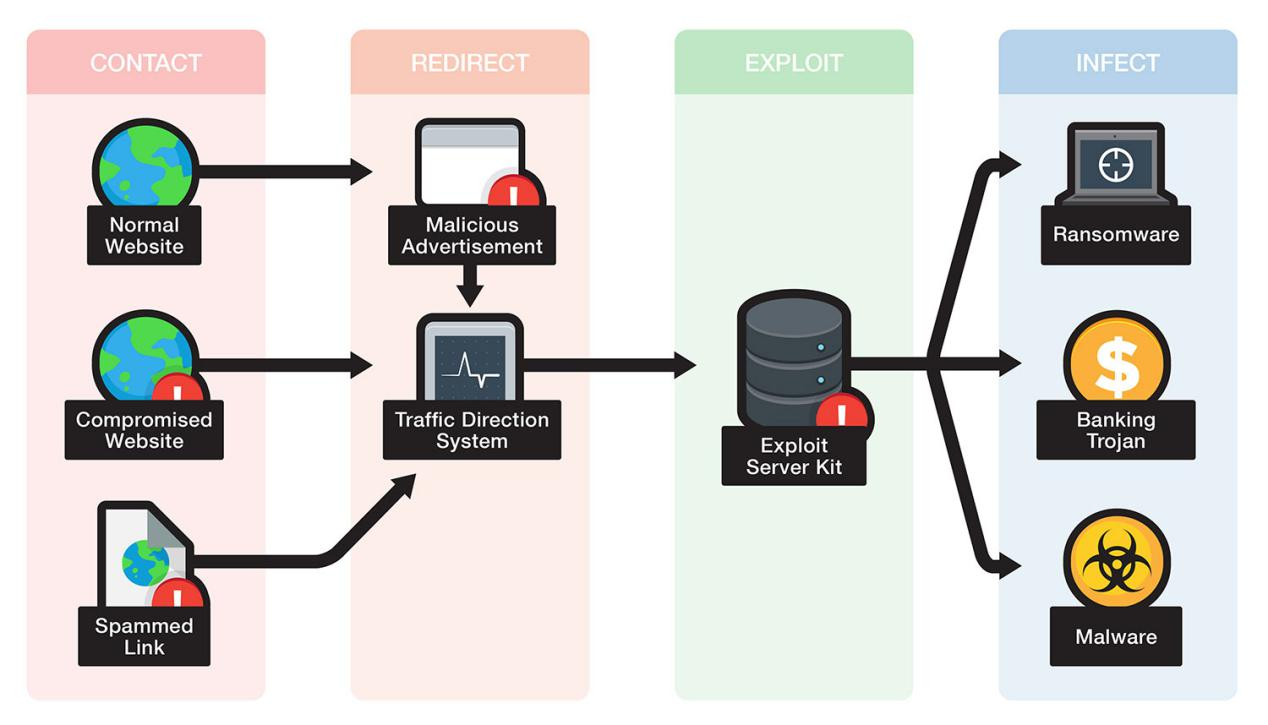 CONTACT
REDIRECT
EXPLOIT
INFECT
Normal
Website
Malicious
Advertisement
Ransomware
Compromised
Website
Traffic Direction
System
Exploit
Server Kit
Banking
Trojan
Spammed
Link
Malware